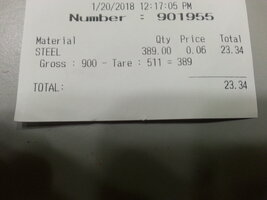 1/20/2018 12:17:05 PM
Number : 901955
Material Qty Price Total
STEEL 389.00 0.06 23.34
Gross : 900 - Tare : 511 = 389
TOTAL: 23.34